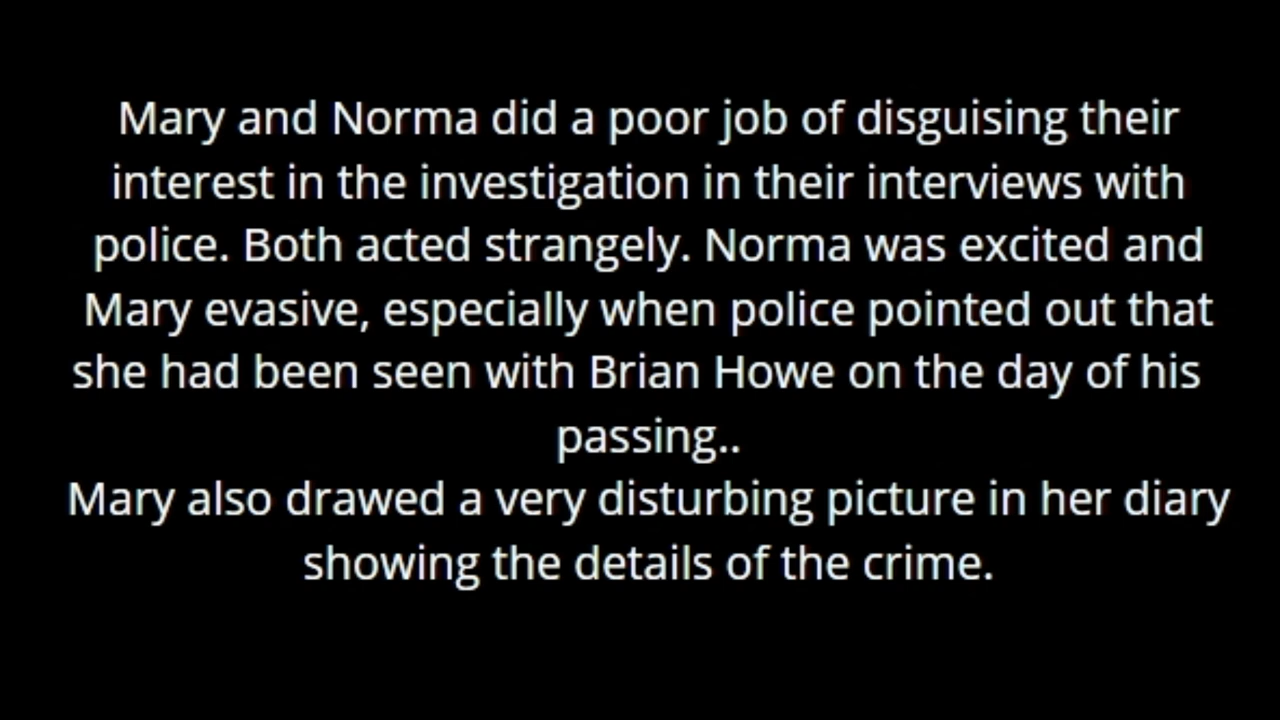 Mary and Norma did a poor job of disguising their
interest in the investigation in their interviews with
police. Both acted strangely. Norma was excited and
Mary evasive, especially when police pointed out that
she had been seen with Brian Howe on the day of his
passing..
Mary also drawed a very disturbing picture in her diary
showing the details of the crime.